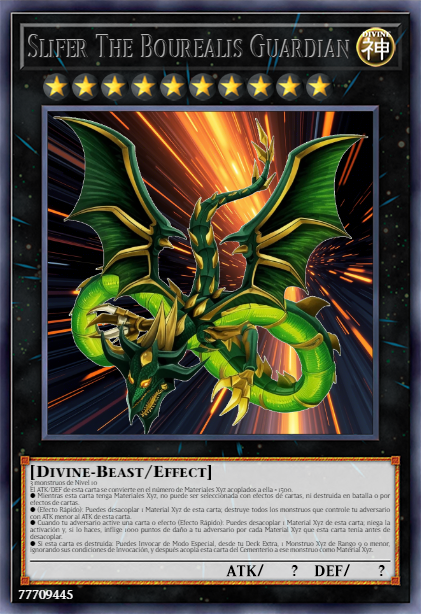 Slifer The Bourealis Guardian
DIVINE
神
[Divine-Beast/Effect]
3 monstruos de Nivel 10
El ATK/DEF de esta carta se convierte en el número de Materiales Xyz acoplados a ella × 1500.
● Mientras esta carta tenga Materiales Xyz, no puede ser seleccionada con efectos de cartas, ni destruida en batalla o por
efectos de cartas.
● (Efecto Rápido): Puedes desacoplar 1 Material Xyz de esta carta; destruye todos los monstruos que controle tu adversario
con ATK menor al ATK de esta carta.
● Cuando tu adversario active una carta o efecto (Efecto Rápido): Puedes desacoplar 1 Material Xyz de esta carta; niega la
activación y, si lo haces, inflige 1000 puntos de daño a tu adversario por cada Material Xyz que esta carta tenía antes de
desacoplar.
● Si esta carta es destruida: Puedes Invocar de Modo Especial, desde tu Deck Extra, 1 Monstruo Xyz de Rango 9 o menor,
ignorando sus condiciones de Invocación, y después acopla esta carta del Cementerio a ese monstruo como Material Xyz.
ATK/ ? DEF/ ?
77709445